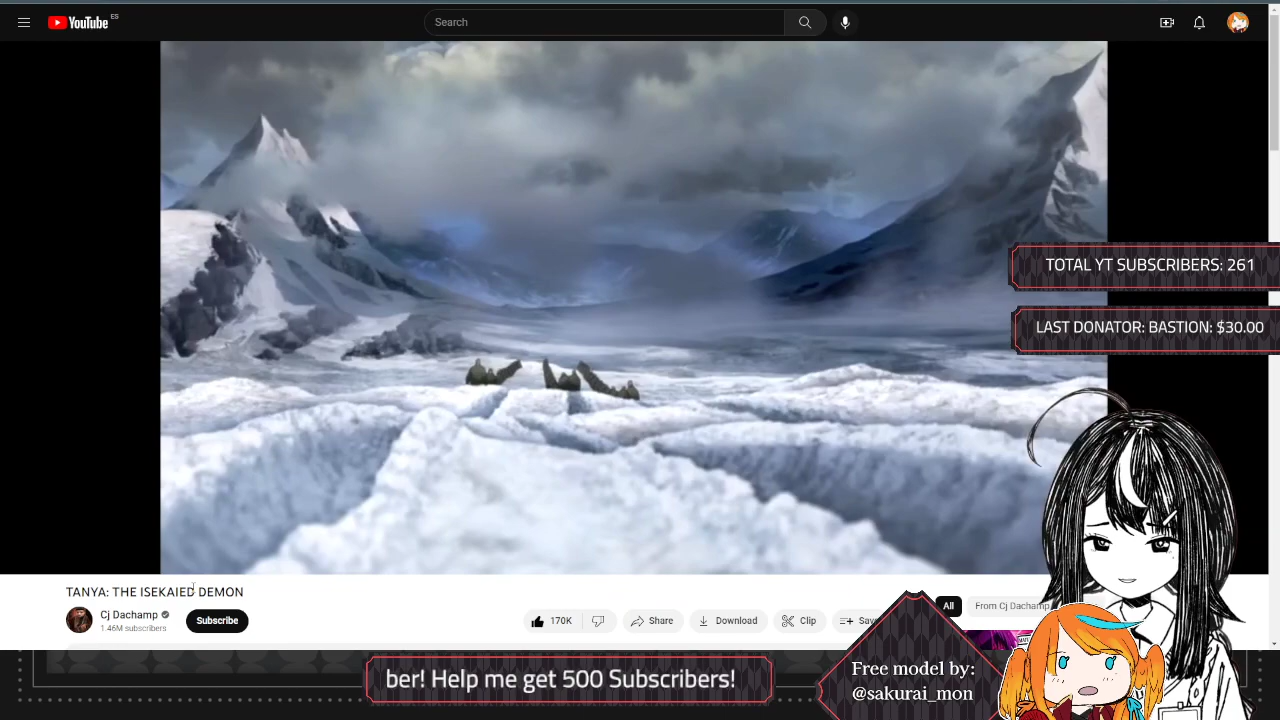 YouTube ES
Search
TOTAL YT SUBSCRIBERS: 261
LAST DONATOR: BASTION: $30.00
TANYA: THE ISEKAIED DEMON
Cj Dachamp
1.46M subscribers
Subscribe
170K
Share
Download
Clip
Sav
All
From Cj Dachamp
ber! Help me get 500 Subscribers!
Free model by:
@sakurai_mon